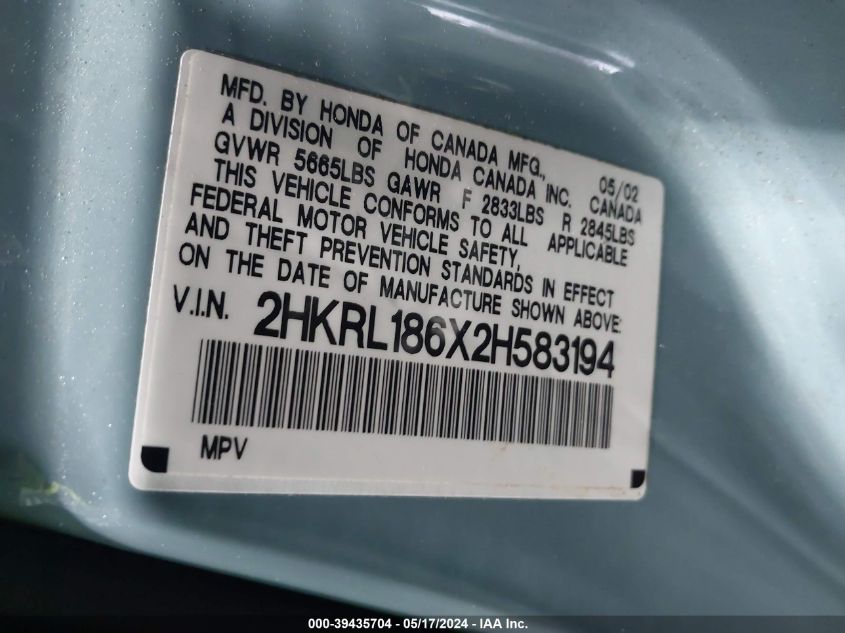 MFD. BY HONDA OF CANADA MFG., 05/02
A DIVISION OF HONDA CANADA INC. CANADA
GVWR 5665LBS GAWR F 2833LBS R 2845LBS
THIS VEHICLE CONFORMS TO ALL APPLICABLE
FEDERAL MOTOR VEHICLE SAFETY,
AND THEFT PREVENTION STANDARDS IN EFFECT
ON THE DATE OF MANUFACTURE SHOWN ABOVE:
V.I.N. 2HKRL186X2H583194
MPV
000-39435704 - 05/17/2024 - IAA Inc.